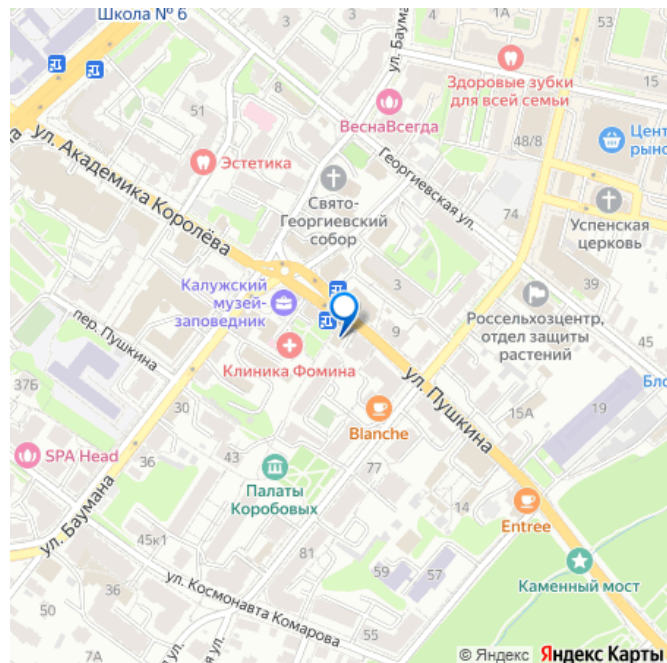 Школа № 6
4
3
53
51
ул. Баумана
Здоровые зубки
для всей семьи
ВеснаВсегда
48/8
Цент
рыно
ул. Академика Королёва
Эстетика
Георгиевская ул.
Свято-
Георгиевский
собор
74
Успенская
церковь
Калужский
музей-
заповедник
3
39
9
Россельхозцентр,
отдел защиты
растений
45
пер. Пушкина
Клиника Фомина
ул. Пушкина
Бло
37Б
30
Blanche
15А
19
SPA Head
36
43
77
Палаты
Коробовых
14
Entree
ул. Баумана
45к1
81
59
57
Каменный мост
36
ул. Космонавта Комарова
50
55
7А
ул.
© Яндекс Яндекс Карты